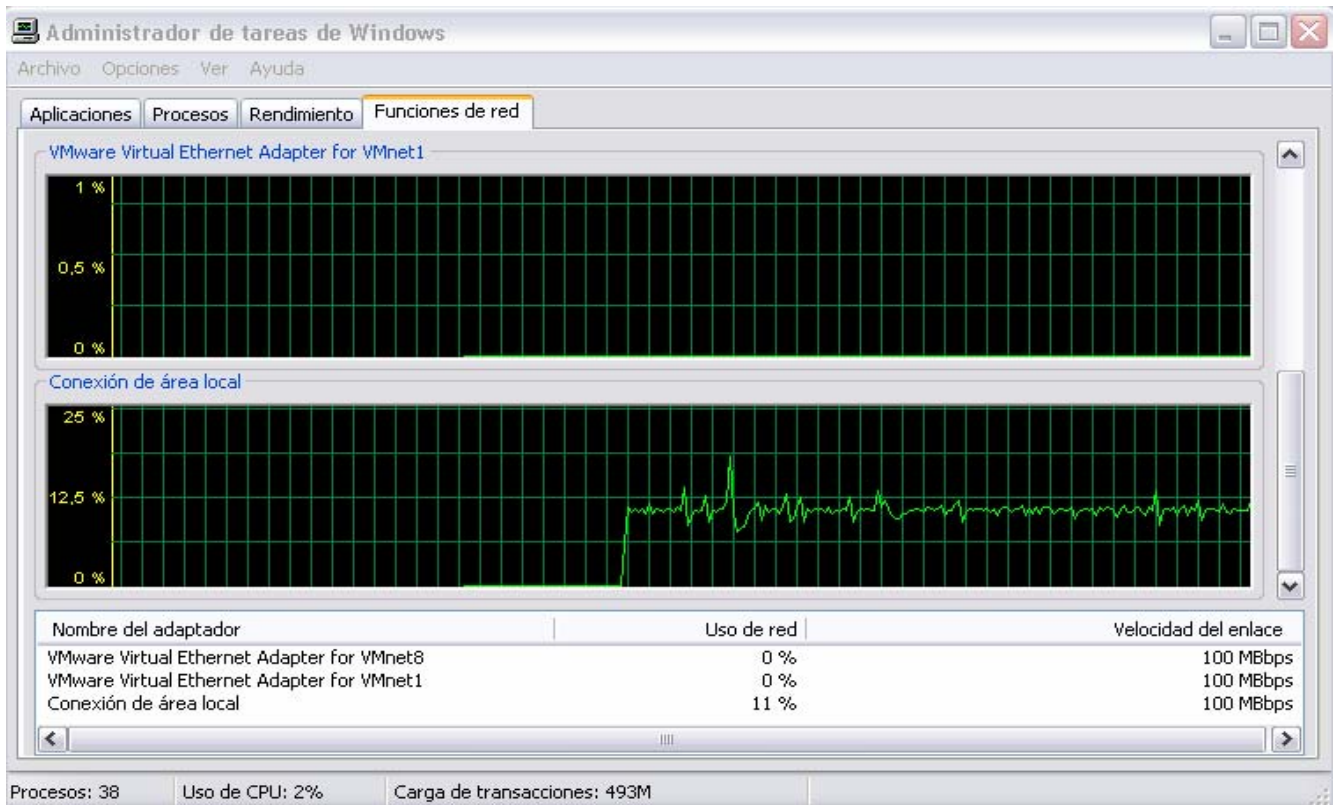 Administrador de tareas de Windows
Archivo Opciones Ver Ayuda
Aplicaciones Procesos Rendimiento Funciones de red
VMware Virtual Ethernet Adapter for VMnet1
1 %
0,5 %
0 %
Conexión de área local
25 %
12,5 %
0 %
Nombre del adaptador Uso de red Velocidad del enlace
VMware Virtual Ethernet Adapter for VMnet8 0 % 100 MBbps
VMware Virtual Ethernet Adapter for VMnet1 0 % 100 MBbps
Conexión de área local 11 % 100 MBbps
Procesos: 38 Uso de CPU: 2% Carga de transacciones: 493M